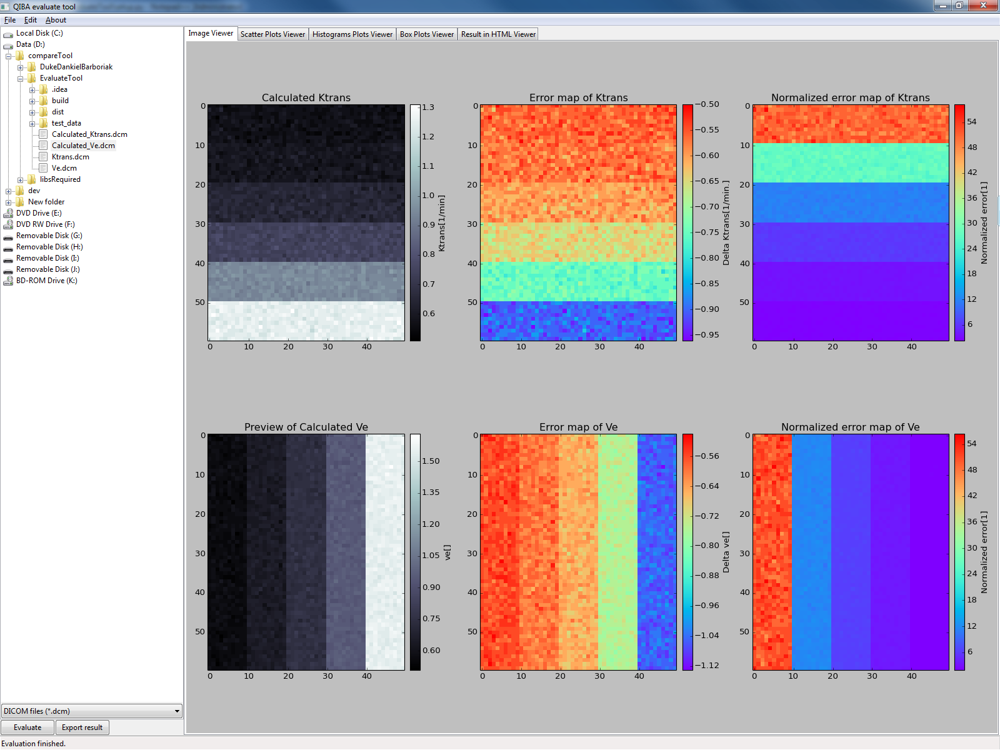 QIBA evaluate tool
File Edit About
Local Disk (C:)
Data (D:)
compareTool
DukeDankielBarboriak
EvaluateTool
.idea
build
dist
test_data
Calculated_Ktrans.dcm
Calculated_Ve.dcm
Ktrans.dcm
Ve.dcm
libsRequired
dev
New folder
DVD Drive (E:)
DVD RW Drive (F:)
Removable Disk (G:)
Removable Disk (H:)
Removable Disk (I:)
Removable Disk (J:)
BD-ROM Drive (K:)
DICOM files (*.dcm)
Evaluate Export result
Evaluation finished.
Image Viewer Scatter Plots Viewer Histograms Plots Viewer Box Plots Viewer Result in HTML Viewer
Calculated Ktrans
0
10
20
30
40
50
0 10 20 30 40
1.3
1.2
1.1
1.0
0.9
0.8
0.7
0.6
Ktrans[1/min]
Error map of Ktrans
0
10
20
30
40
50
0 10 20 30 40
−0.50
−0.55
−0.60
−0.65
−0.70
−0.75
−0.80
−0.85
−0.90
−0.95
Delta Ktrans[1/min.]
Normalized error map of Ktrans
0
10
20
30
40
50
0 10 20 30 40
54
48
42
36
30
24
18
12
6
Normalized error[1]
Preview of Calculated Ve
0
10
20
30
40
50
0 10 20 30 40
1.50
1.35
1.20
1.05
0.90
0.75
0.60
ve[]
Error map of Ve
0
10
20
30
40
50
0 10 20 30 40
−0.56
−0.64
−0.72
−0.80
−0.88
−0.96
−1.04
−1.12
Delta ve[]
Normalized error map of Ve
0
10
20
30
40
50
0 10 20 30 40
54
48
42
36
30
24
18
12
6
Normalized error[1]